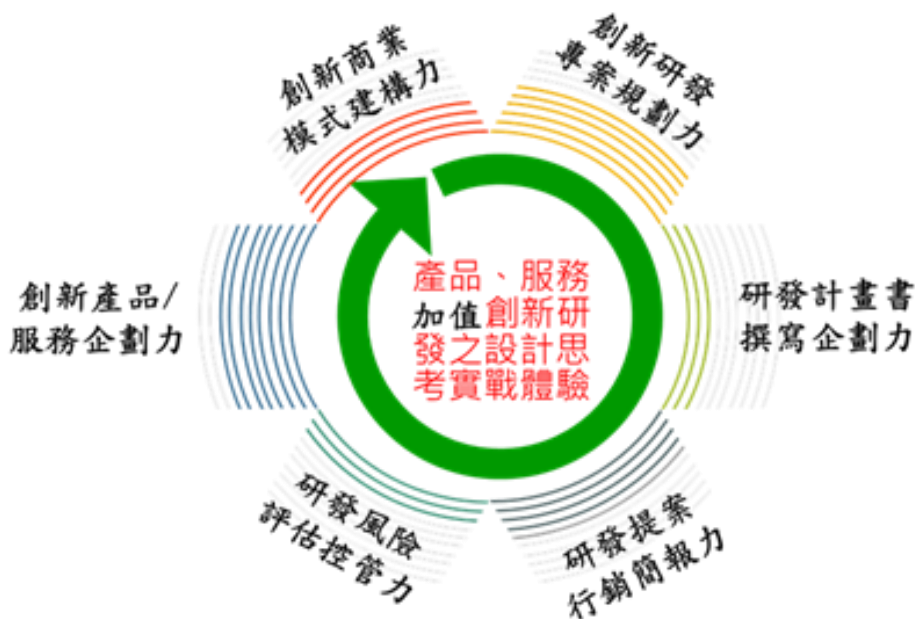 創新商業
模式建構力
創新研發
專案規劃力
創新產品/
服務企劃力
產品、服務
加值創新研
發之設計思
考實戰體驗
研發計畫書
撰寫企劃力
研發風險
評估控管力
研發提案
行銷簡報力